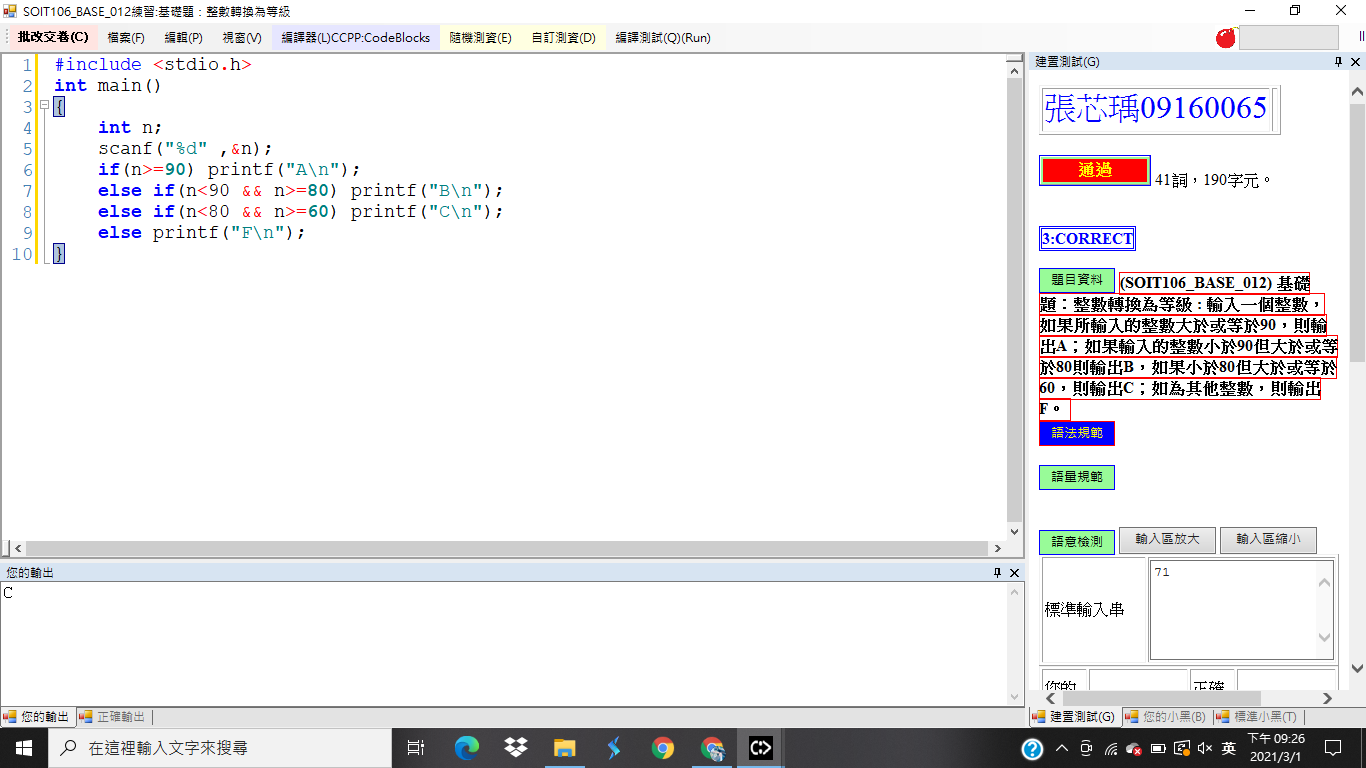 SOIT106_BASE_012練習:基礎題：整數轉換為等級
批改交卷(C) 檔案(F) 編輯(P) 視窗(V) 編譯器(L)CCPP:CodeBlocks 隨機測資(E) 自訂測資(D) 編譯測試(Q)(Run)
1 #include <stdio.h>
2 int main()
3 {
4 int n;
5 scanf("%d" ,&n);
6 if(n>=90) printf("A\n");
7 else if(n<90 && n>=80) printf("B\n");
8 else if(n<80 && n>=60) printf("C\n");
9 else printf("F\n");
10 }
您的輸出
C
您的輸出 正確輸出
建置測試(G)
張芯瑀09160065
通過 41詞，190字元。
3:CORRECT
題目資料 (SOIT106_BASE_012) 基礎
題：整數轉換為等級：輸入一個整數，
如果所輸入的整數大於或等於90，則輸
出A；如果輸入的整數小於90但大於或等
於80則輸出B，如果小於80但大於或等於
60，則輸出C；如為其他整數，則輸出
F。
語法規範
語量規範
語意檢測 輸入區放大 輸入區縮小
標準輸入串 71
您的 正確
建置測試(G) 您的小黑(B) 標準小黑(T)
在這裡輸入文字來搜尋
英 下午 09:26
2021/3/1